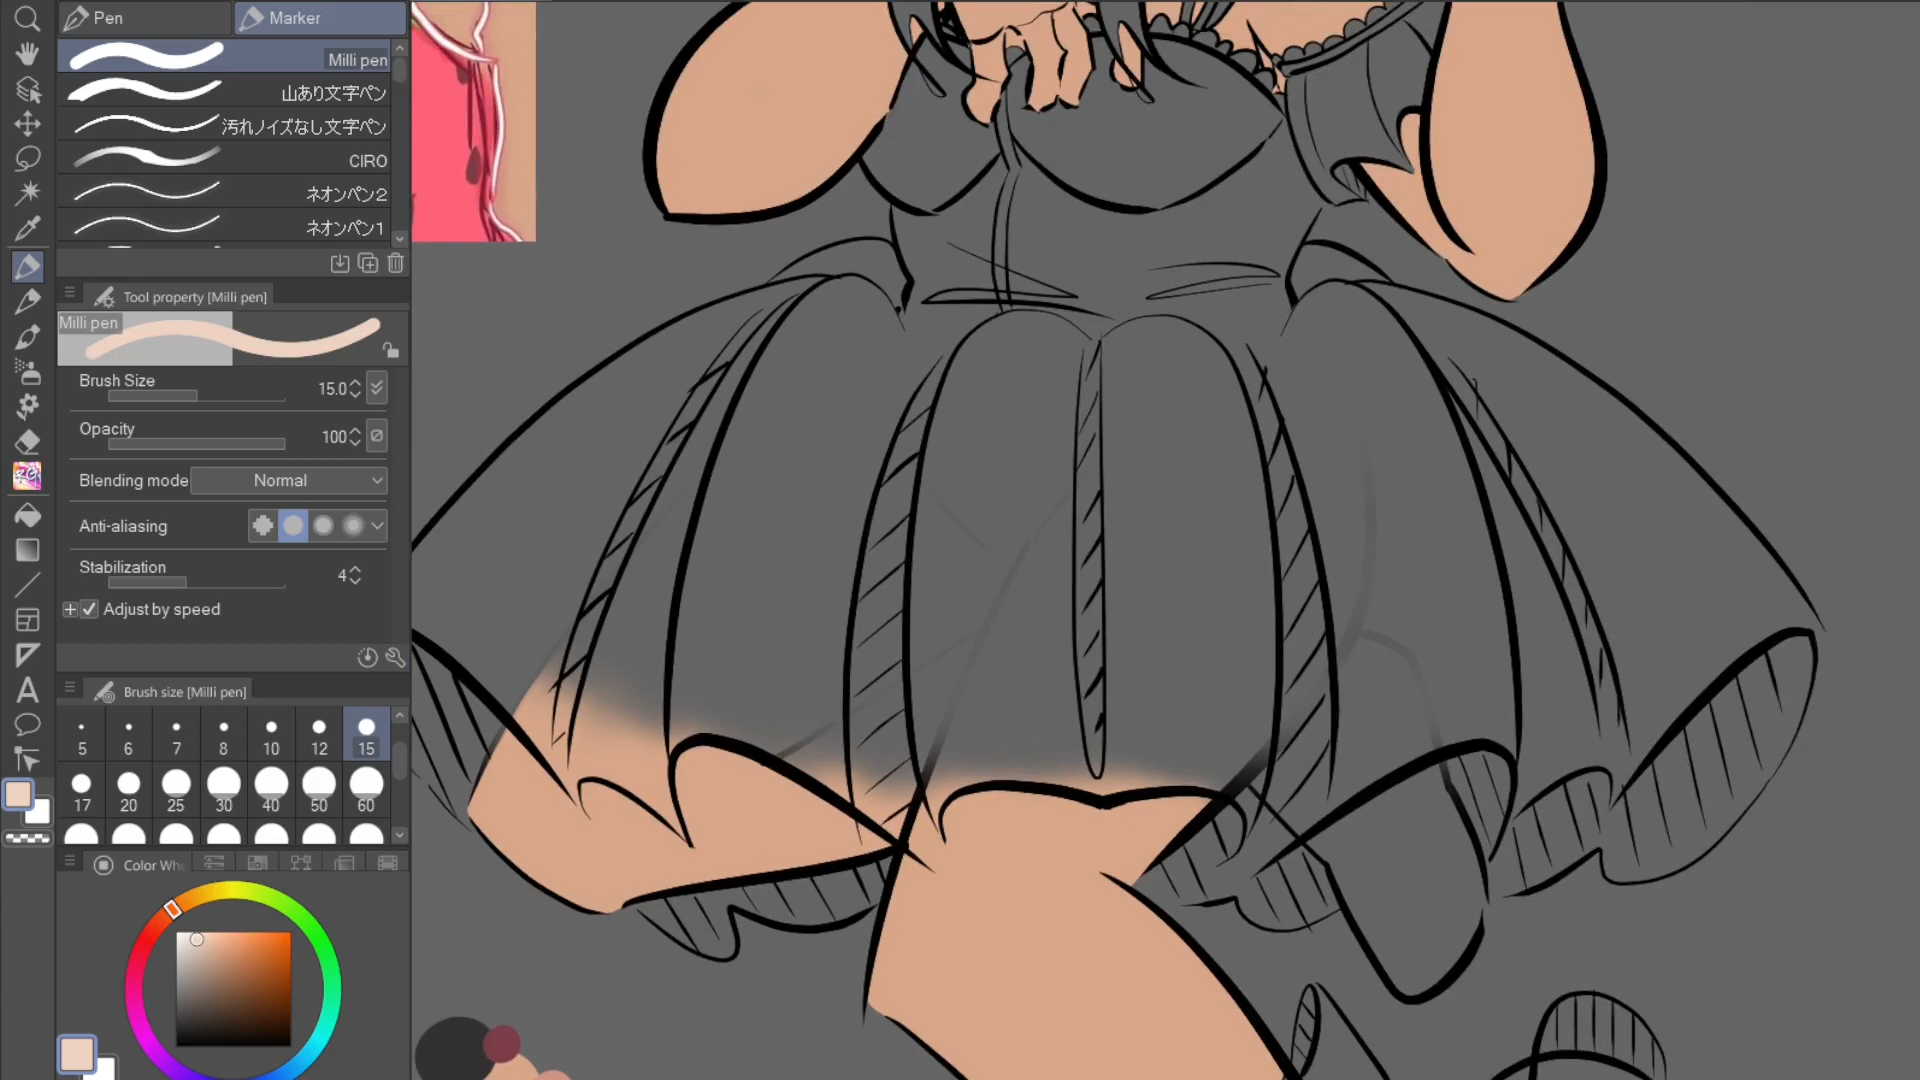 Pen
Marker
Milli pen
山あり文字ペン
汚れノイズなし文字ペン
CIRO
ネオンペン2
ネオンペン1
Tool property [Milli pen]
Milli pen
Brush Size 15.0
Opacity 100
Blending mode Normal
Anti-aliasing
Stabilization 4
Adjust by speed
Brush size [Milli pen]
5 6 7 8 10 12 15
17 20 25 30 40 50 60
Color Whe